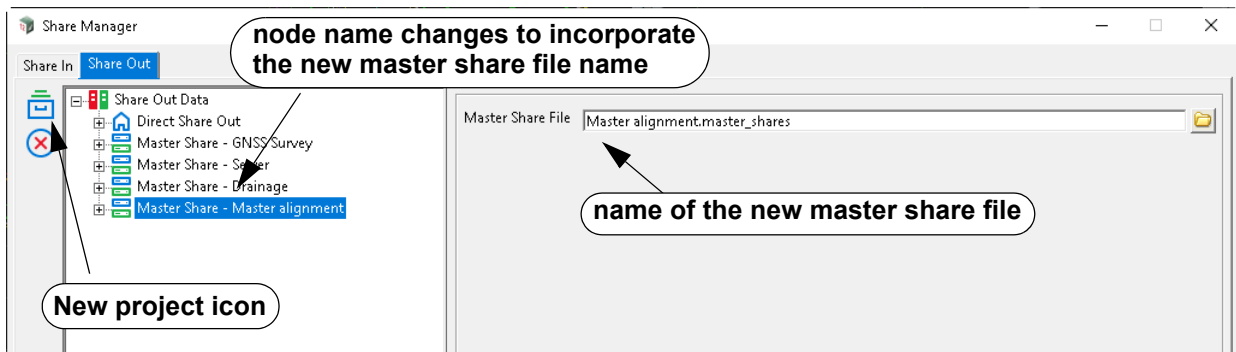 Share Manager
node name changes to incorporate
the new master share file name
Share In
Share Out
Share Out Data
Direct Share Out
Master Share - GNSS Survey
Master Share - Sewer
Master Share - Drainage
Master Share - Master alignment
Master Share File
Master alignment.master_shares
name of the new master share file
New project icon